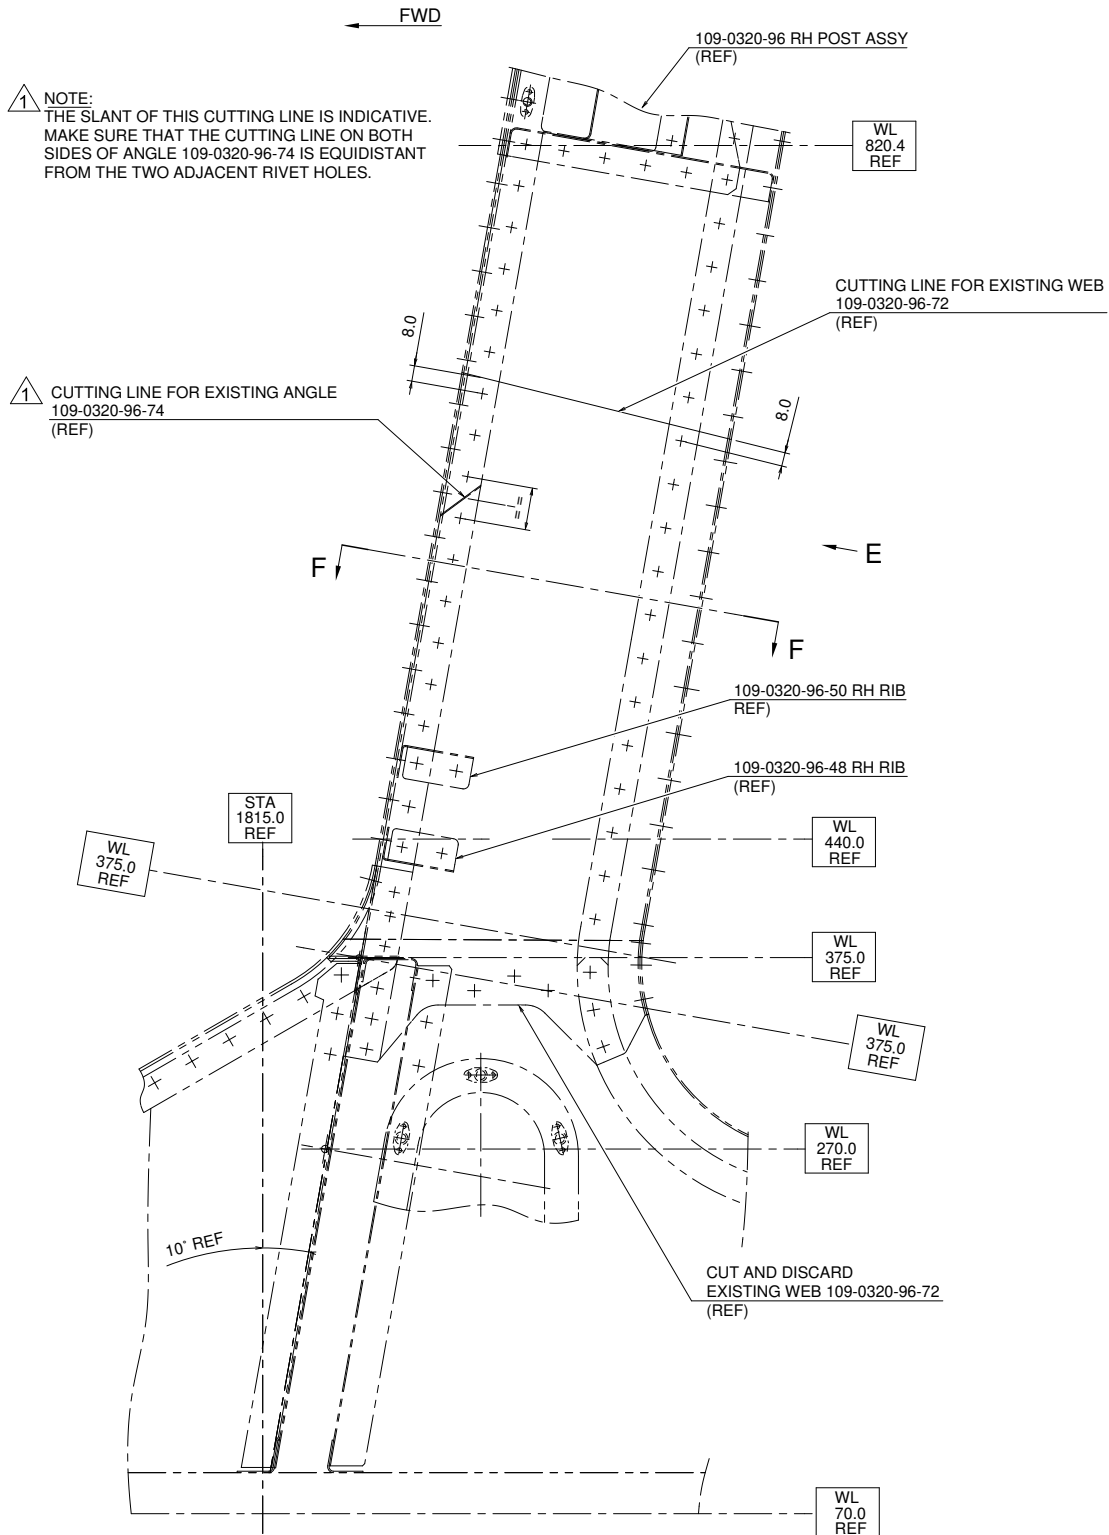 FWD
109-0320-96 RH POST ASSY
(REF)
1
NOTE:
THE SLANT OF THIS CUTTING LINE IS INDICATIVE.
MAKE SURE THAT THE CUTTING LINE ON BOTH
SIDES OF ANGLE 109-0320-96-74 IS EQUIDISTANT
FROM THE TWO ADJACENT RIVET HOLES.
WL
820.4
REF
CUTTING LINE FOR EXISTING WEB
109-0320-96-72
(REF)
8.0
1
CUTTING LINE FOR EXISTING ANGLE
109-0320-96-74
(REF)
8.0
=
E
F
F
109-0320-96-50 RH RIB
REF)
109-0320-96-48 RH RIB
(REF)
STA
1815.0
REF
WL
440.0
REF
WL
375.0
REF
WL
375.0
REF
WL
375.0
REF
WL
270.0
REF
10° REF
CUT AND DISCARD
EXISTING WEB 109-0320-96-72
(REF)
WL
70.0
REF